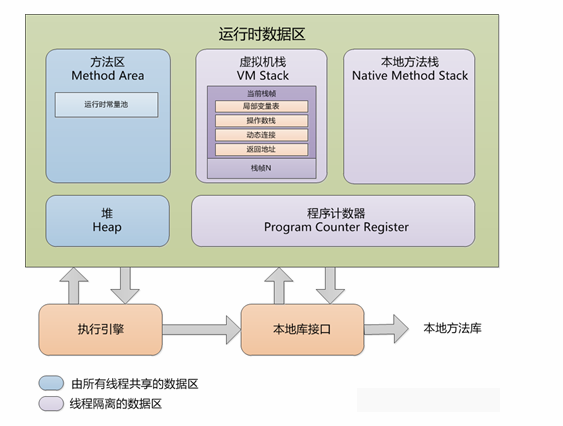 运行时数据区
方法区
Method Area
运行时常量池
虚拟机栈
VM Stack
当前栈帧
局部变量表
操作数栈
动态连接
返回地址
栈帧N
本地方法栈
Native Method Stack
堆
Heap
程序计数器
Program Counter Register
执行引擎
本地库接口
本地方法库
由所有线程共享的数据区
线程隔离的数据区